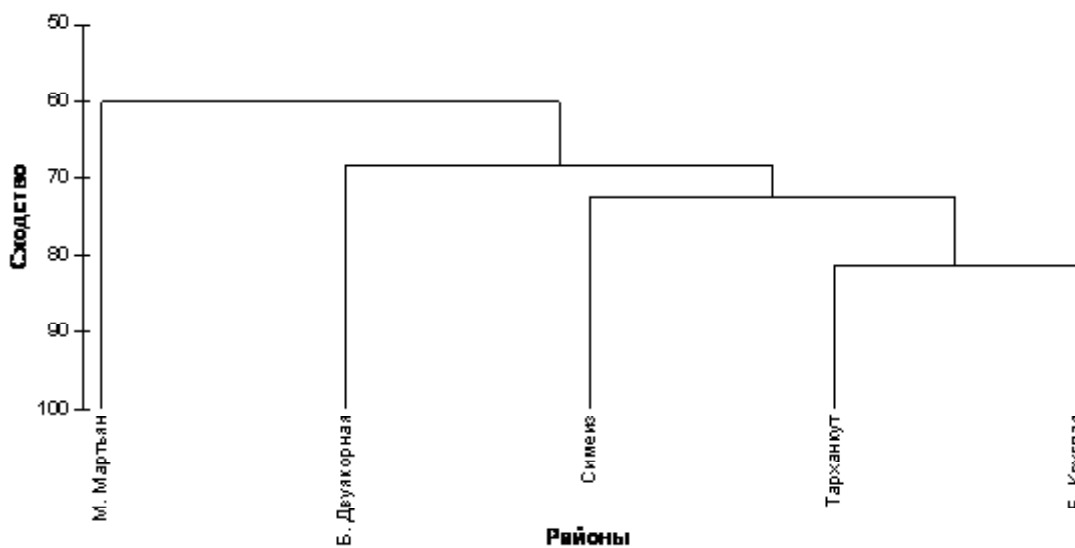 50
60
70
80
90
100
Сходство
М. Мартьян
Б. Двуякорная
Симеиз
Тарханкут
Районы